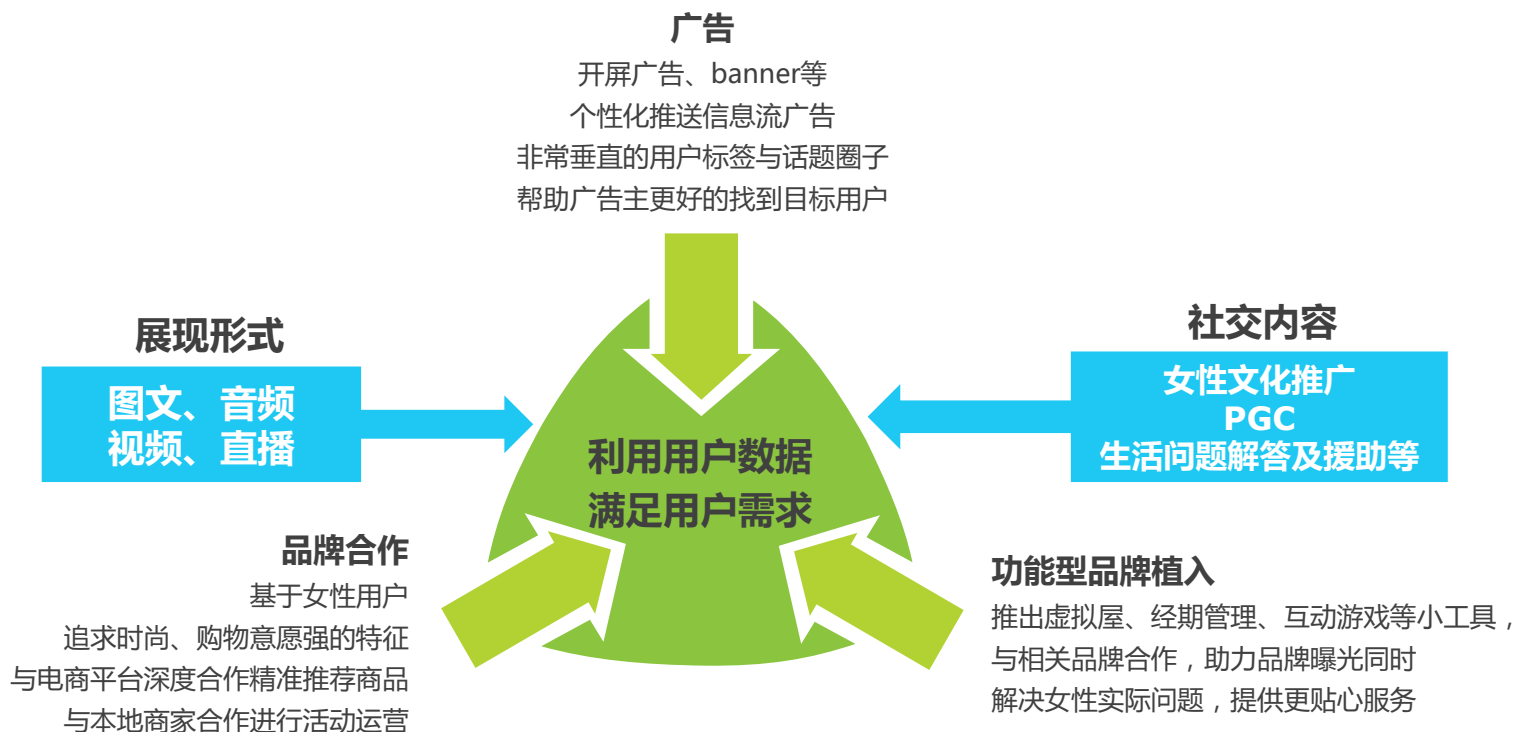 广告
开屏广告、banner等
个性化推送信息流广告
非常垂直的用户标签与话题圈子
帮助广告主更好的找到目标用户
展现形式
图文、音频
视频、直播
社交内容
女性文化推广
PGC
生活问题解答及援助等
利用用户数据
满足用户需求
品牌合作
基于女性用户
追求时尚、购物意愿强的特征
与电商平台深度合作精准推荐商品
与本地商家合作进行活动运营
功能型品牌植入
推出虚拟屋、经期管理、互动游戏等小工具，
与相关品牌合作，助力品牌曝光同时
解决女性实际问题，提供更贴心服务